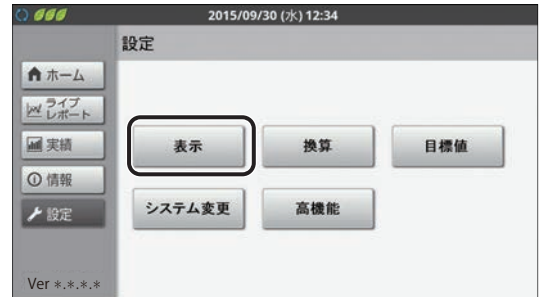 2015/09/30 (水) 12:34
設定
ホーム
ライブ
レポート
実績
情報
設定
表示
換算
目標値
システム変更
高機能
Ver *.*.*.*